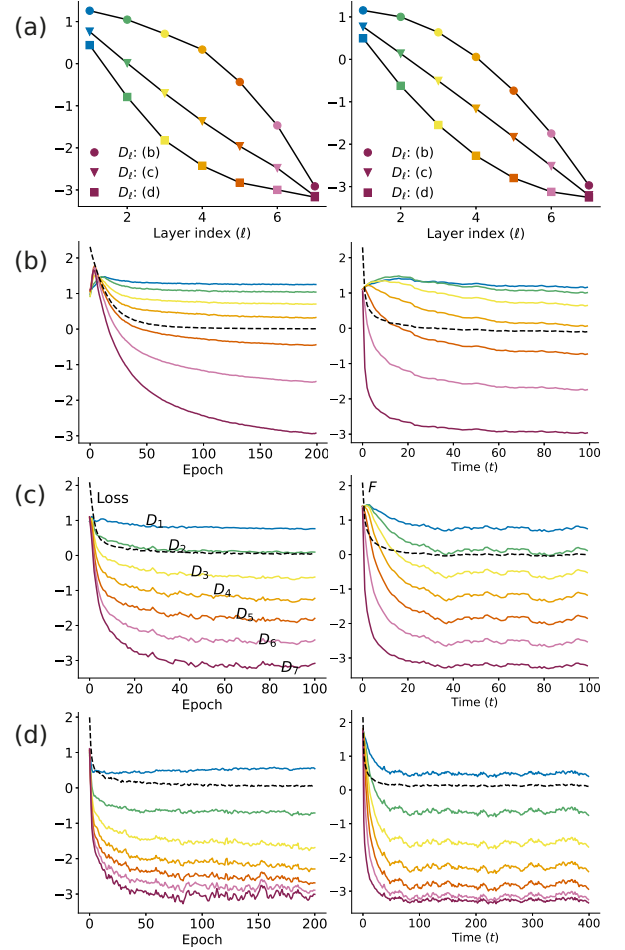 (a)
1
0
−1
−2
−3
D_ℓ: (b)
D_ℓ: (c)
D_ℓ: (d)
2 4 6
Layer index (ℓ)
1
0
−1
−2
−3
D_ℓ: (b)
D_ℓ: (c)
D_ℓ: (d)
2 4 6
Layer index (ℓ)
(b)
2
1
0
−1
−2
−3
0 50 100 150 200
Epoch
2
1
0
−1
−2
−3
0 20 40 60 80 100
Time (t)
(c)
2
1
0
−1
−2
−3
Loss
D_1
D_2
D_3
D_4
D_5
D_6
D_7
0 20 40 60 80 100
Epoch
2
1
0
−1
−2
−3
F
0 20 40 60 80 100
Time (t)
(d)
2
1
0
−1
−2
−3
0 50 100 150 200
Epoch
2
1
0
−1
−2
−3
0 100 200 300 400
Time (t)